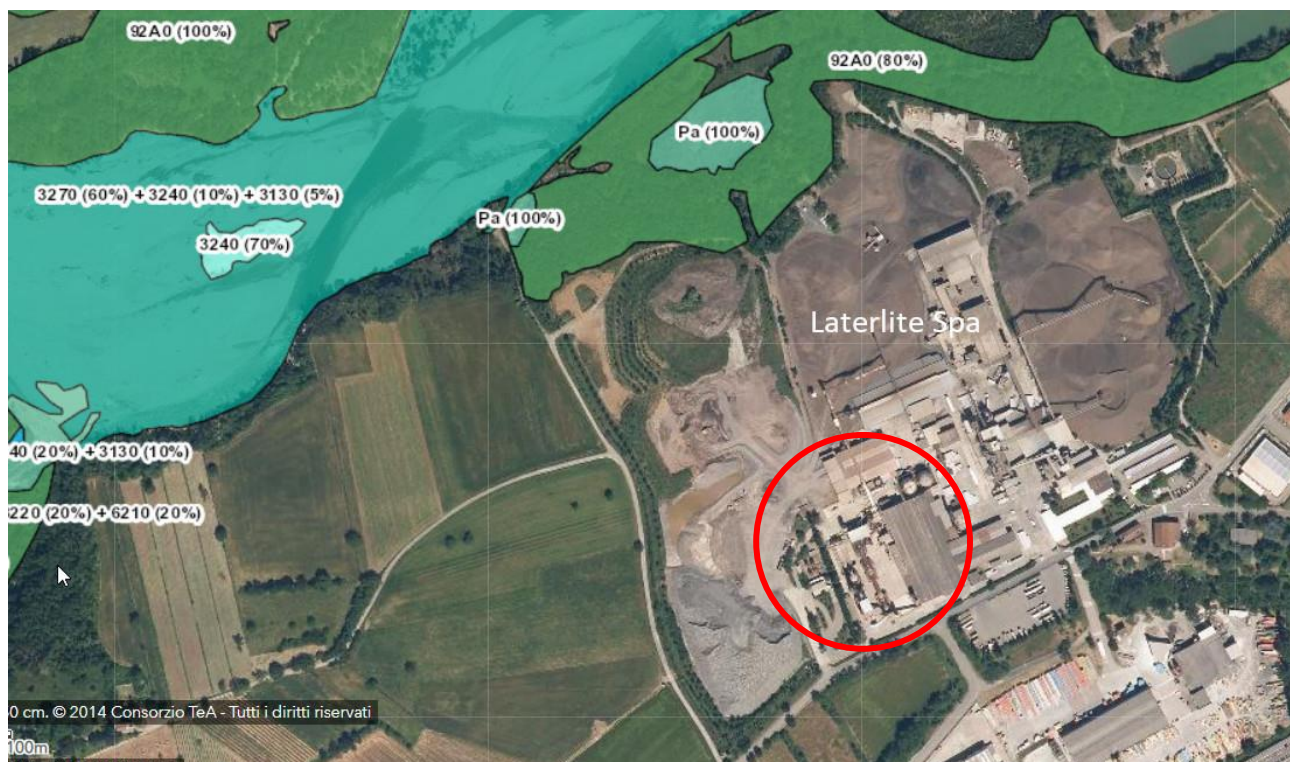 92A0 (100%)
92A0 (80%)
Pa (100%)
3270 (60%) + 3240 (10%) + 3130 (5%)
Pa (100%)
3240 (70%)
Laterlite Spa
40 (20%) + 3130 (10%)
220 (20%) + 6210 (20%)
0 cm. © 2014 Consorzio TeA - Tutti i diritti riservati
100m